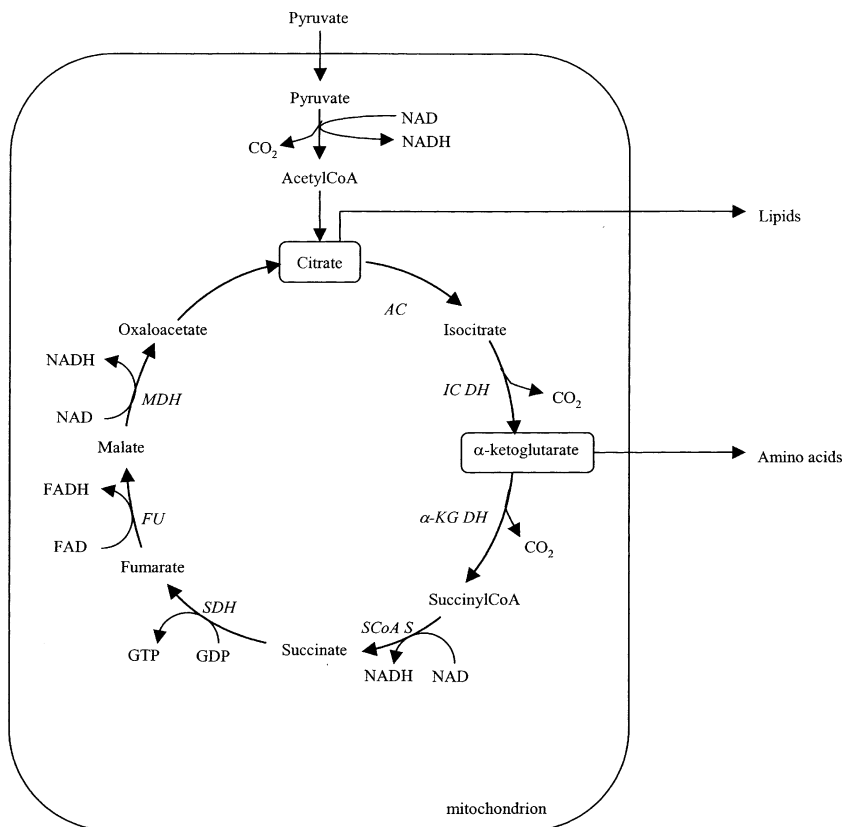 Pyruvate
Pyruvate
NAD
CO2
NADH
AcetylCoA
Lipids
Citrate
AC
Oxaloacetate
Isocitrate
NADH
MDH
IC DH
CO2
NAD
Malate
α-ketoglutarate
Amino acids
FADH
FU
α-KG DH
FAD
CO2
Fumarate
SuccinylCoA
SDH
SCoA S
GTP
GDP
Succinate
NADH
NAD
mitochondrion